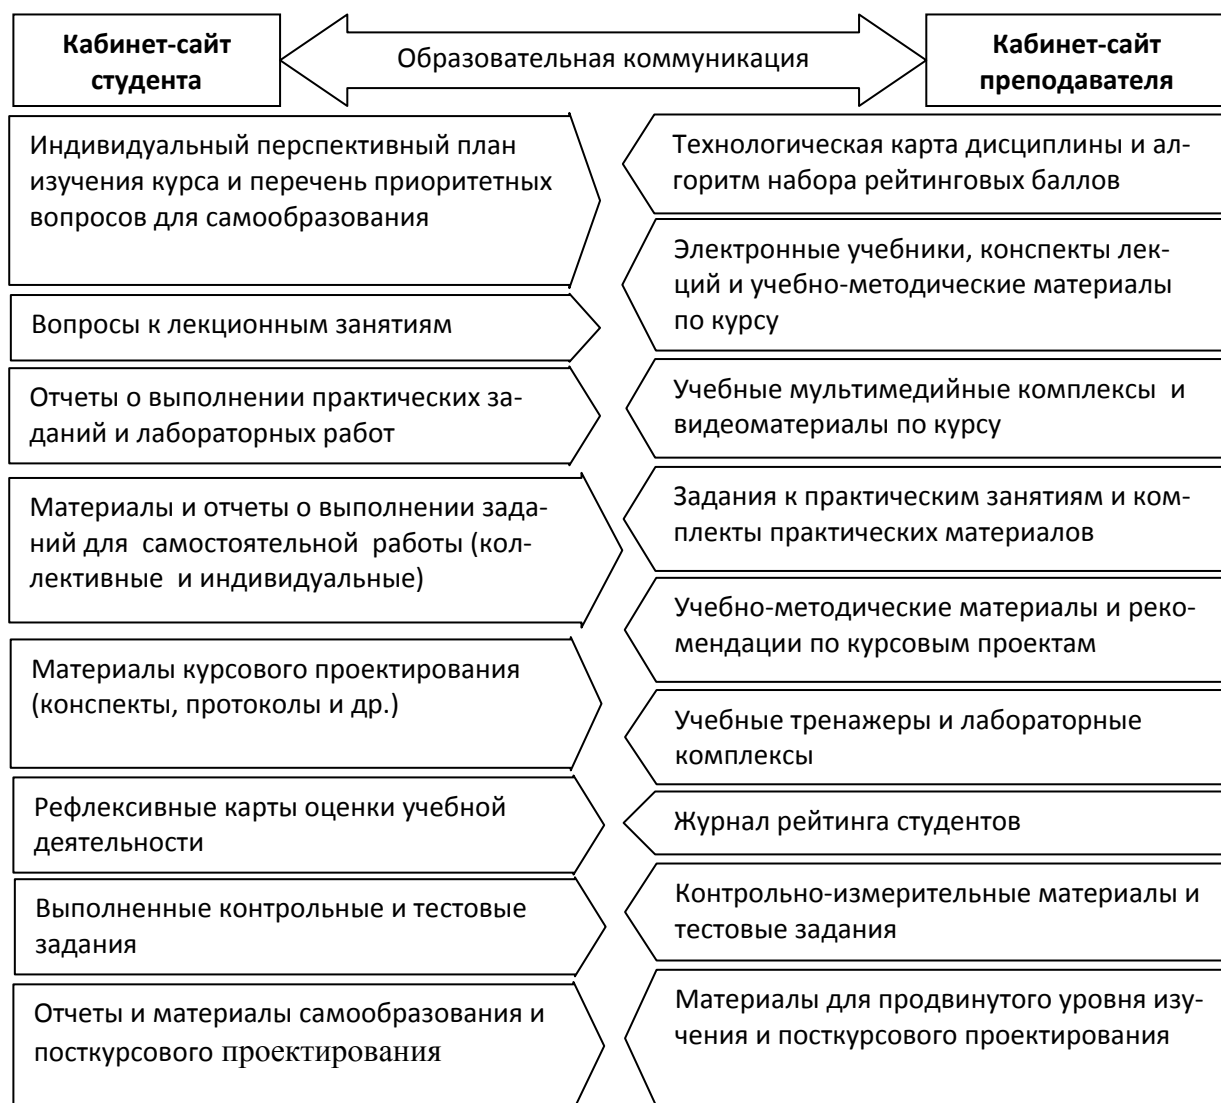 Кабинет-сайт
студента
Образовательная коммуникация
Кабинет-сайт
преподавателя
Индивидуальный перспективный план
изучения курса и перечень приоритетных
вопросов для самообразования
Вопросы к лекционным занятиям
Отчеты о выполнении практических за-
даний и лабораторных работ
Материалы и отчеты о выполнении зада-
ний для самостоятельной работы (кол-
лективные и индивидуальные)
Материалы курсового проектирования
(конспекты, протоколы и др.)
Рефлексивные карты оценки учебной
деятельности
Выполненные контрольные и тестовые
задания
Отчеты и материалы самообразования и
посткурсового проектирования
Технологическая карта дисциплины и ал-
горитм набора рейтинговых баллов
Электронные учебники, конспекты лек-
ций и учебно-методические материалы
по курсу
Учебные мультимедийные комплексы и
видеоматериалы по курсу
Задания к практическим занятиям и ком-
плекты практических материалов
Учебно-методические материалы и реко-
мендации по курсовым проектам
Учебные тренажеры и лабораторные
комплексы
Журнал рейтинга студентов
Контрольно-измерительные материалы и
тестовые задания
Материалы для продвинутого уровня изу-
чения и посткурсового проектирования